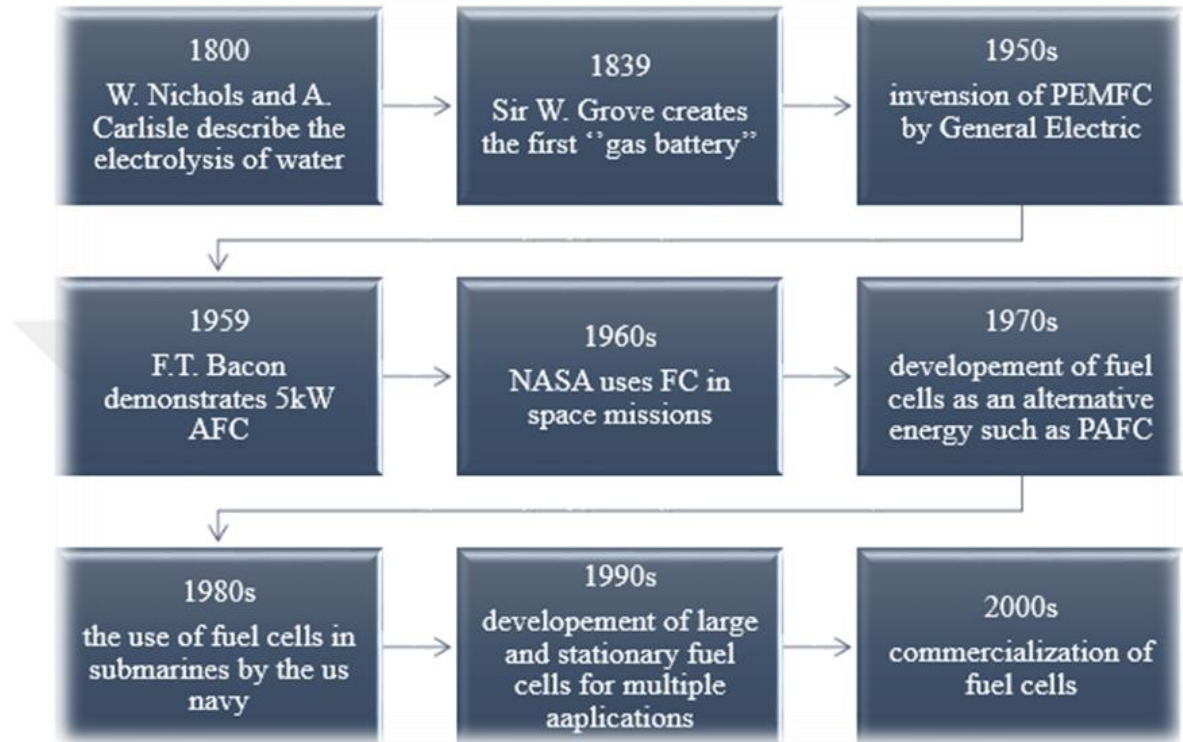 1800
W. Nichols and A.
Carlisle describe the
electrolysis of water
1839
Sir W. Grove creates
the first “gas battery”
1950s
invension of PEMFC
by General Electric
1959
F.T. Bacon
demonstrates 5kW
AFC
1960s
NASA uses FC in
space missions
1970s
developement of fuel
cells as an alternative
energy such as PAFC
1980s
the use of fuel cells in
submarines by the us
navy
1990s
developement of large
and stationary fuel
cells for multiple
aaplications
2000s
commercialization of
fuel cells